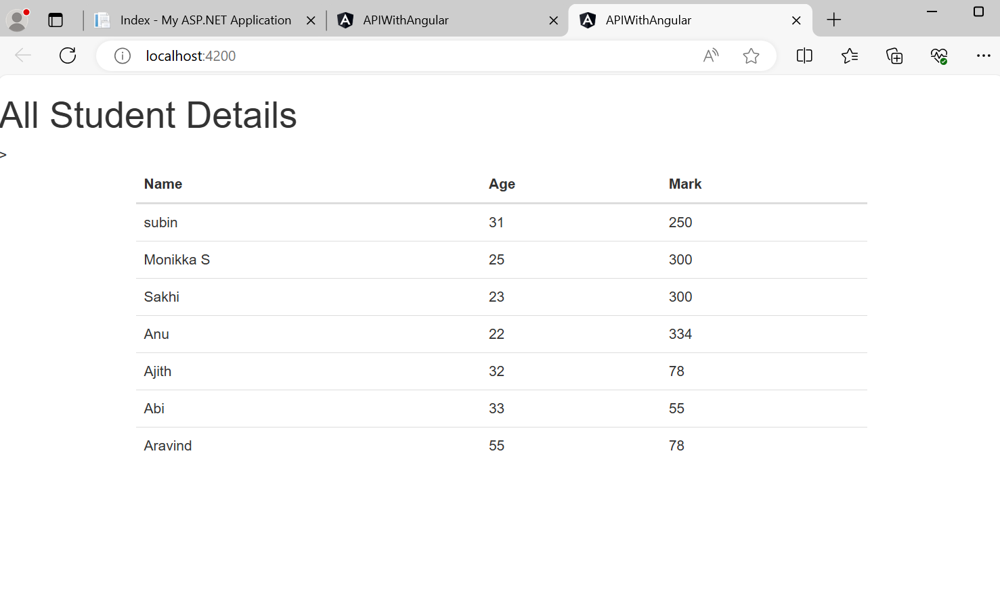 Index - My ASP.NET Application APIWithAngular APIWithAngular
localhost:4200
All Student Details
>
Name Age Mark
subin 31 250
Monikka S 25 300
Sakhi 23 300
Anu 22 334
Ajith 32 78
Abi 33 55
Aravind 55 78